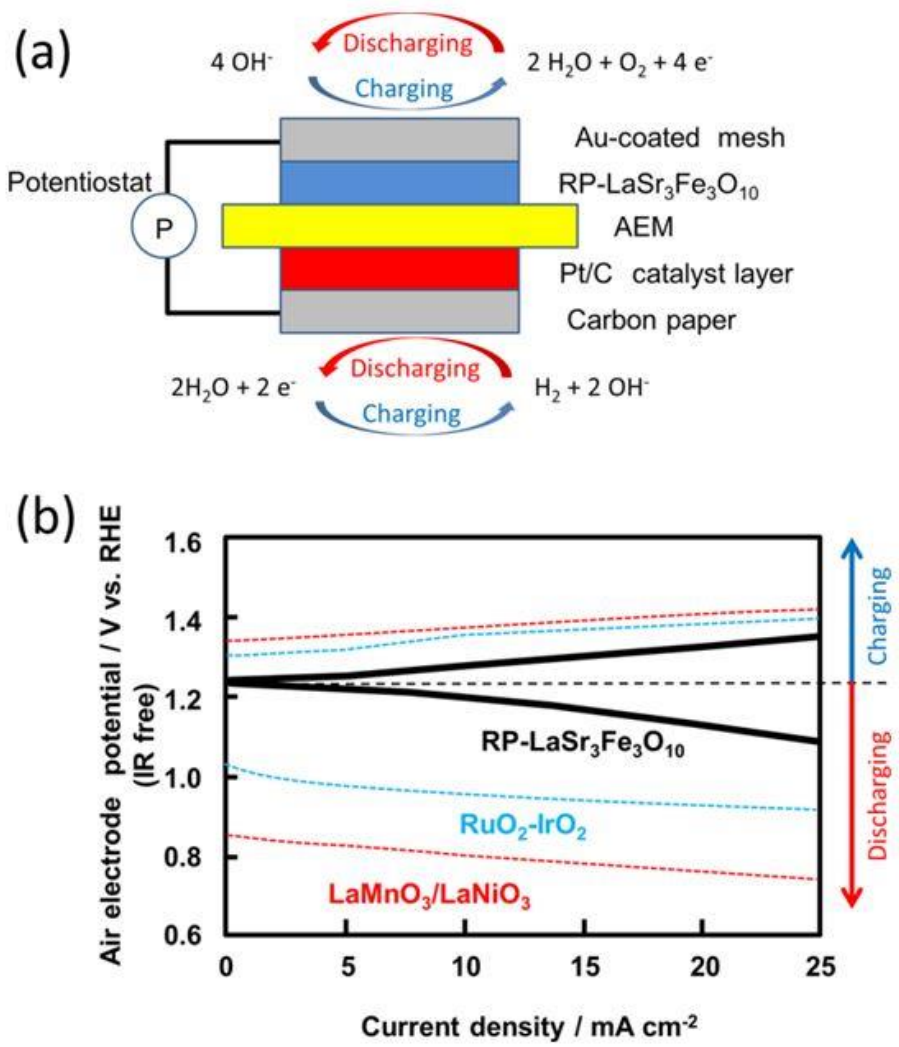 (a)
Discharging
4 OH⁻
2 H₂O + O₂ + 4 e⁻
Charging
Au-coated mesh
Potentiostat
RP-LaSr₃Fe₃O₁₀
P
AEM
Pt/C catalyst layer
Carbon paper
Discharging
2H₂O + 2 e⁻
H₂ + 2 OH⁻
Charging
(b)
Air electrode potential / V vs. RHE
(IR free)
1.6
1.4
1.2
1.0
0.8
0.6
Charging
Discharging
RP-LaSr₃Fe₃O₁₀
RuO₂-IrO₂
LaMnO₃/LaNiO₃
0 5 10 15 20 25
Current density / mA cm⁻²